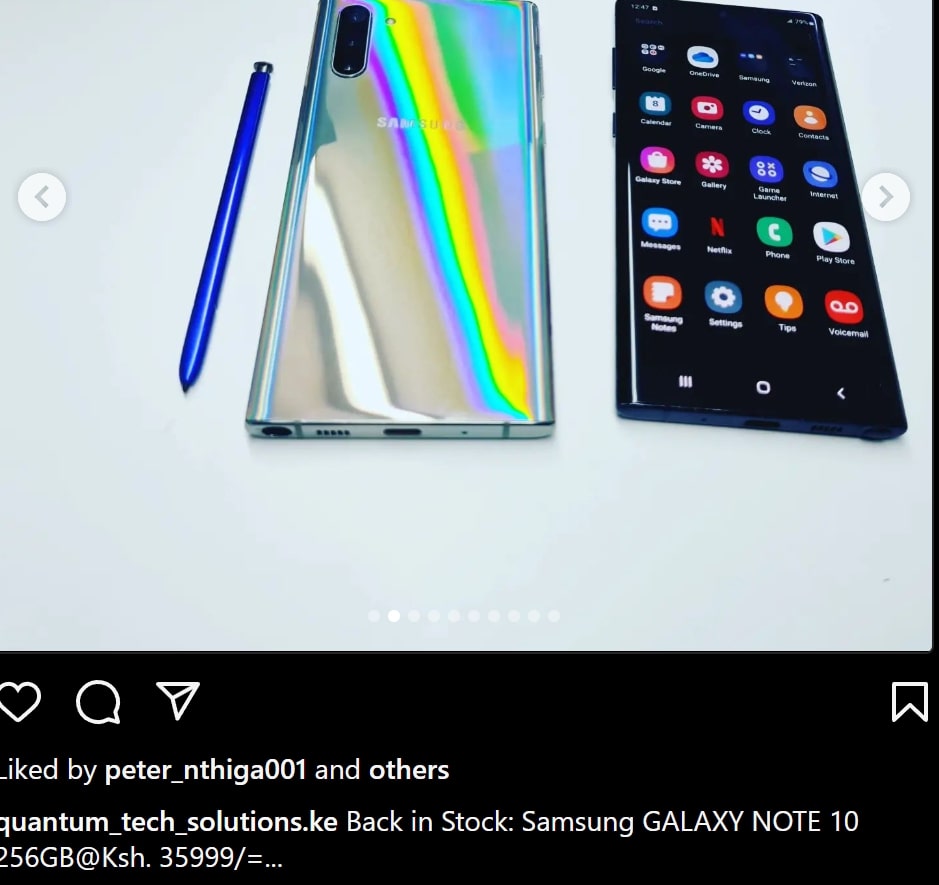 12:47
79%
Search
Google OneDrive Samsung Verizon
8
Calendar Camera Clock Contacts
Galaxy Store Gallery Game Launcher Internet
Messages Netflix Phone Play Store
Samsung Notes Settings Tips Voicemail
SAMSUNG
Liked by peter_nthiga001 and others
quantum_tech_solutions.ke Back in Stock: Samsung GALAXY NOTE 10
256GB@Ksh. 35999/=...